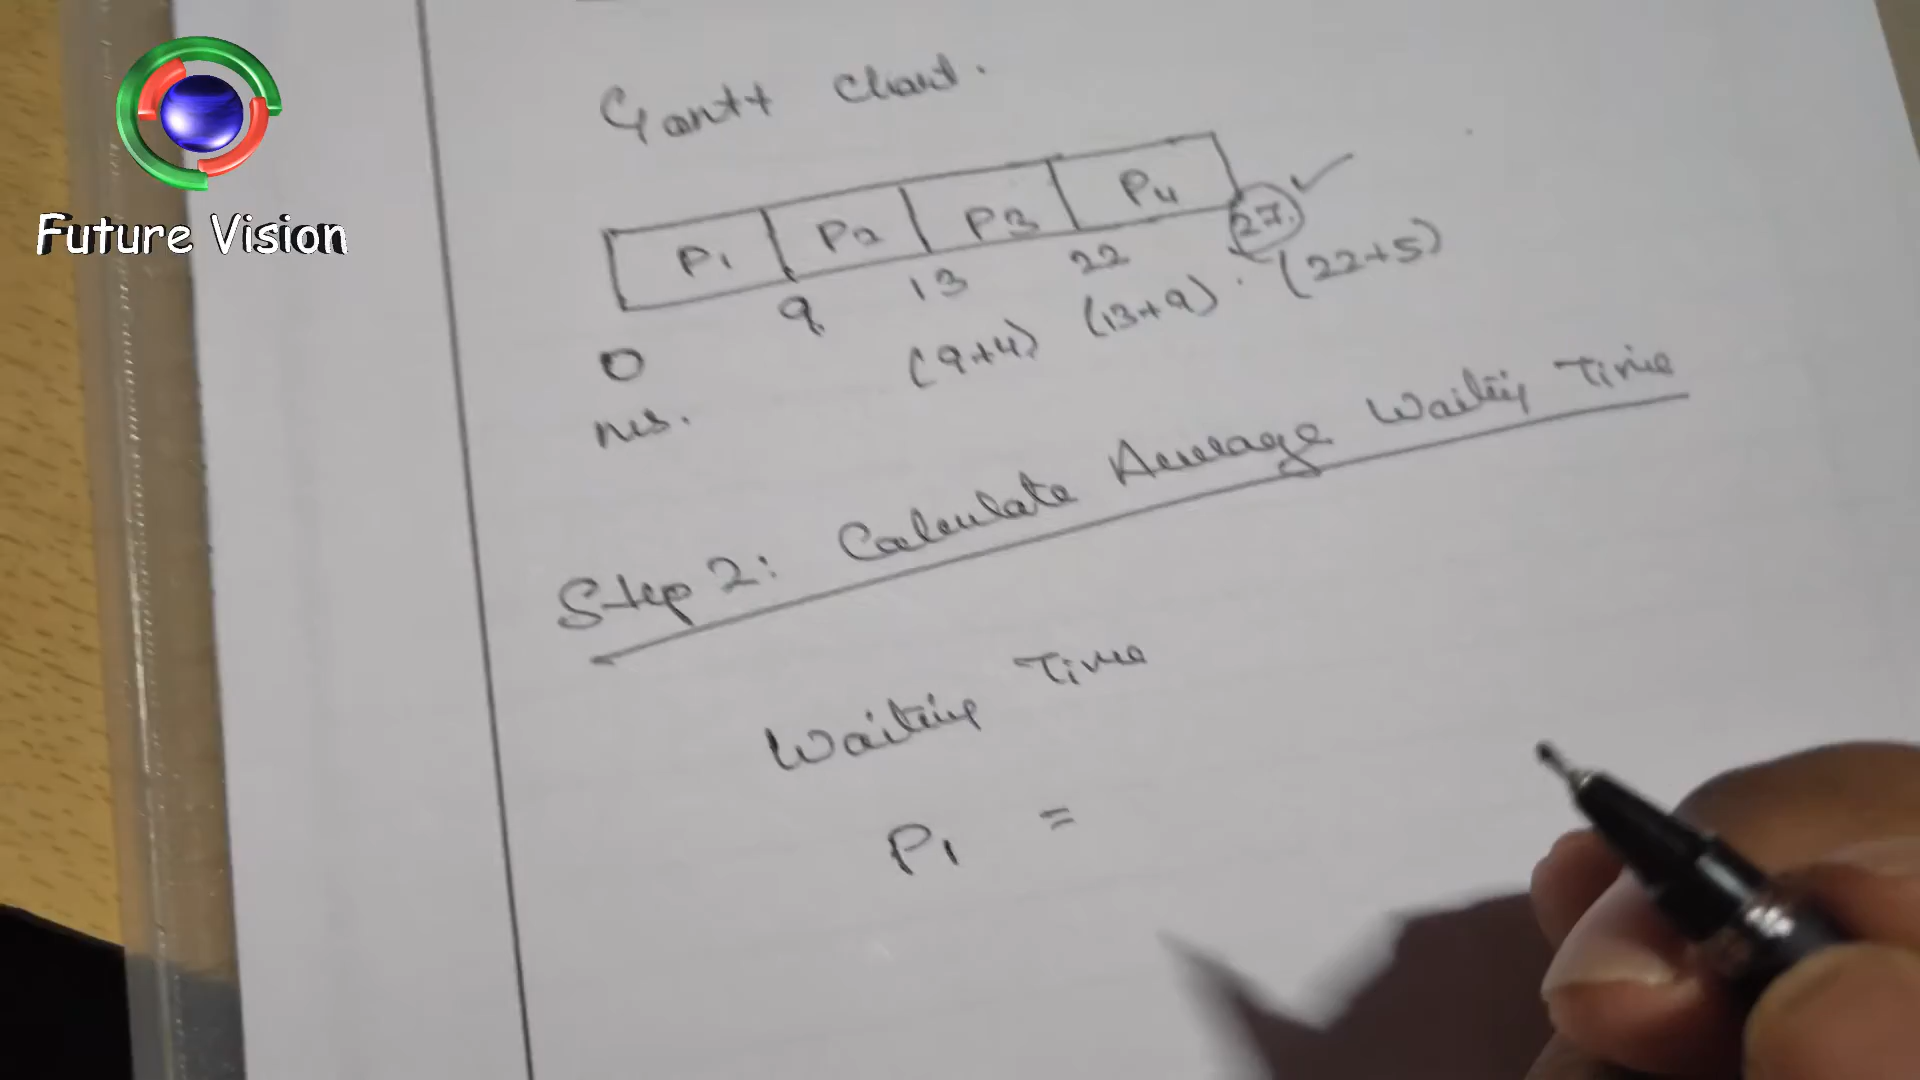 Future Vision
Gantt Chart.
P1 P2 P3 P4
0 9 13 22 27.
ms. (9+4) (13+9). (22+5)
Step 2: Calculate Average Waiting Time
Waiting Time
P1 =